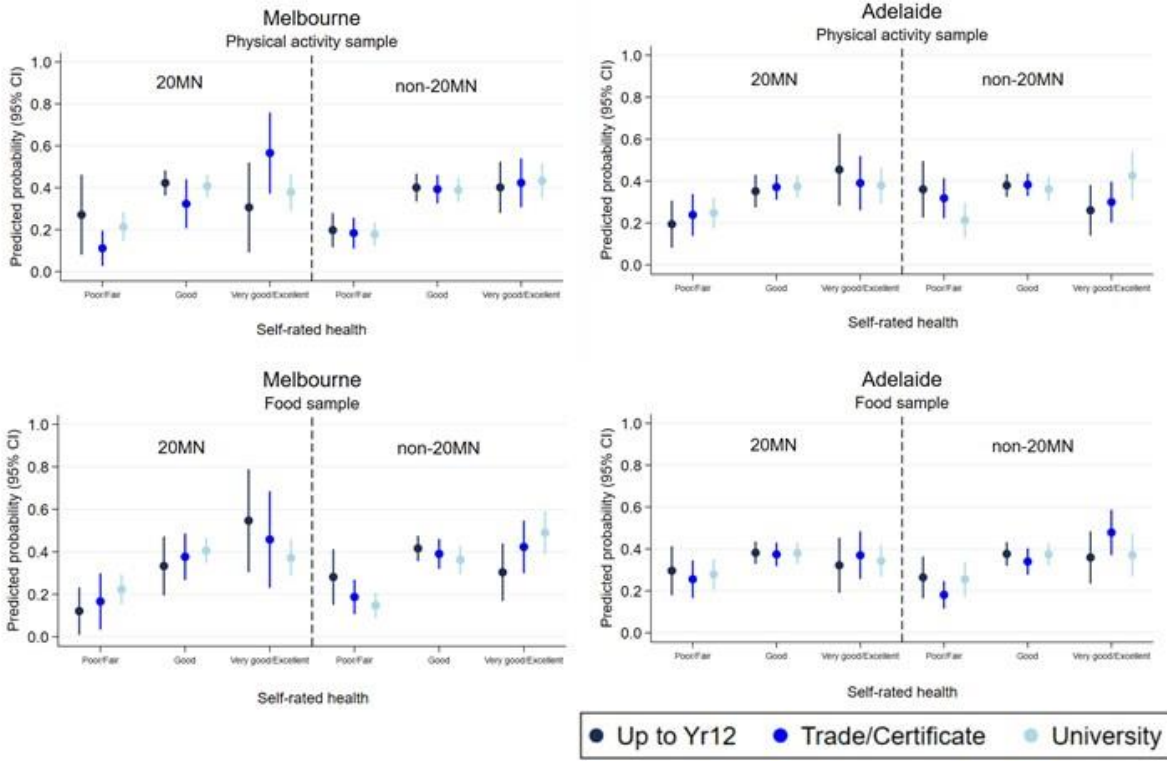 Melbourne
Physical activity sample
Predicted probability (95% CI)
1.0
0.8
0.6
0.4
0.2
0.0
20MN
non-20MN
Poor/Fair Good Very good/Excellent Poor/Fair Good Very good/Excellent
Self-rated health
Adelaide
Physical activity sample
Predicted probability (95% CI)
1.0
0.8
0.6
0.4
0.2
0.0
20MN
non-20MN
Poor/Fair Good Very good/Excellent Poor/Fair Good Very good/Excellent
Self-rated health
Melbourne
Food sample
Predicted probability (95% CI)
1.0
0.8
0.6
0.4
0.2
0.0
20MN
non-20MN
Poor/Fair Good Very good/Excellent Poor/Fair Good Very good/Excellent
Self-rated health
Adelaide
Food sample
Predicted probability (95% CI)
1.0
0.8
0.6
0.4
0.2
0.0
20MN
non-20MN
Poor/Fair Good Very good/Excellent Poor/Fair Good Very good/Excellent
Self-rated health
Up to Yr12 Trade/Certificate University